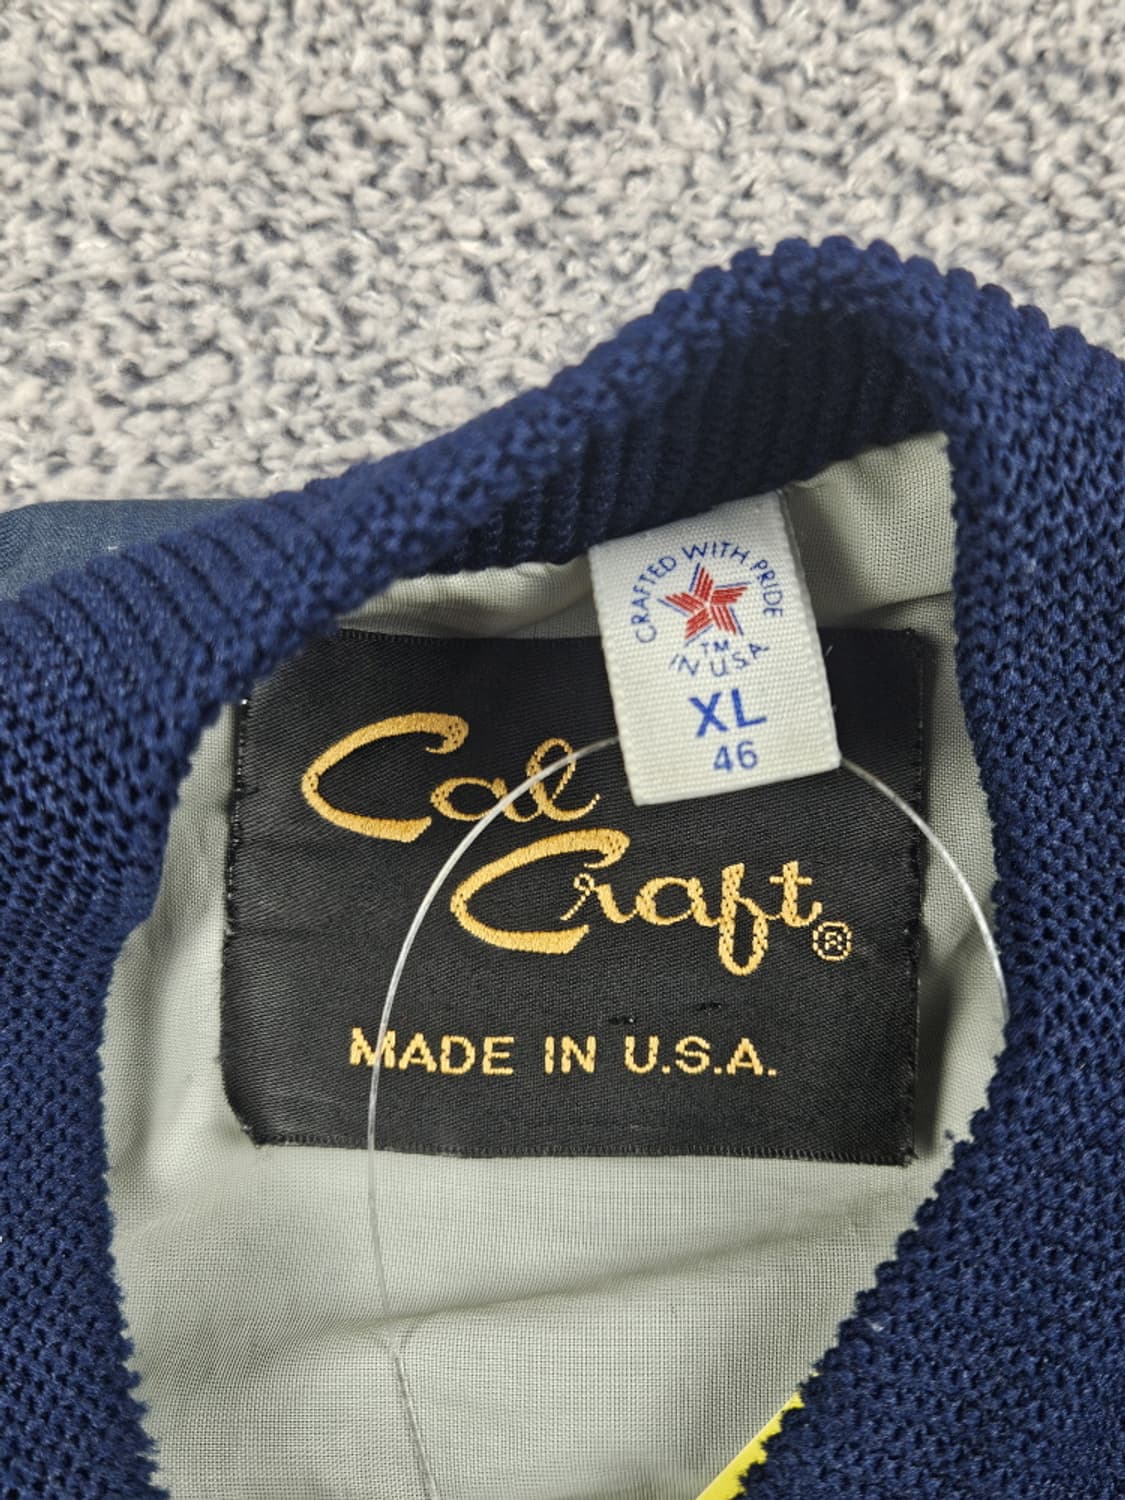 CRAFTED WITH PRIDE
TM
IN U.S.A.
XL
46
Cal
Craft®
MADE IN U.S.A.